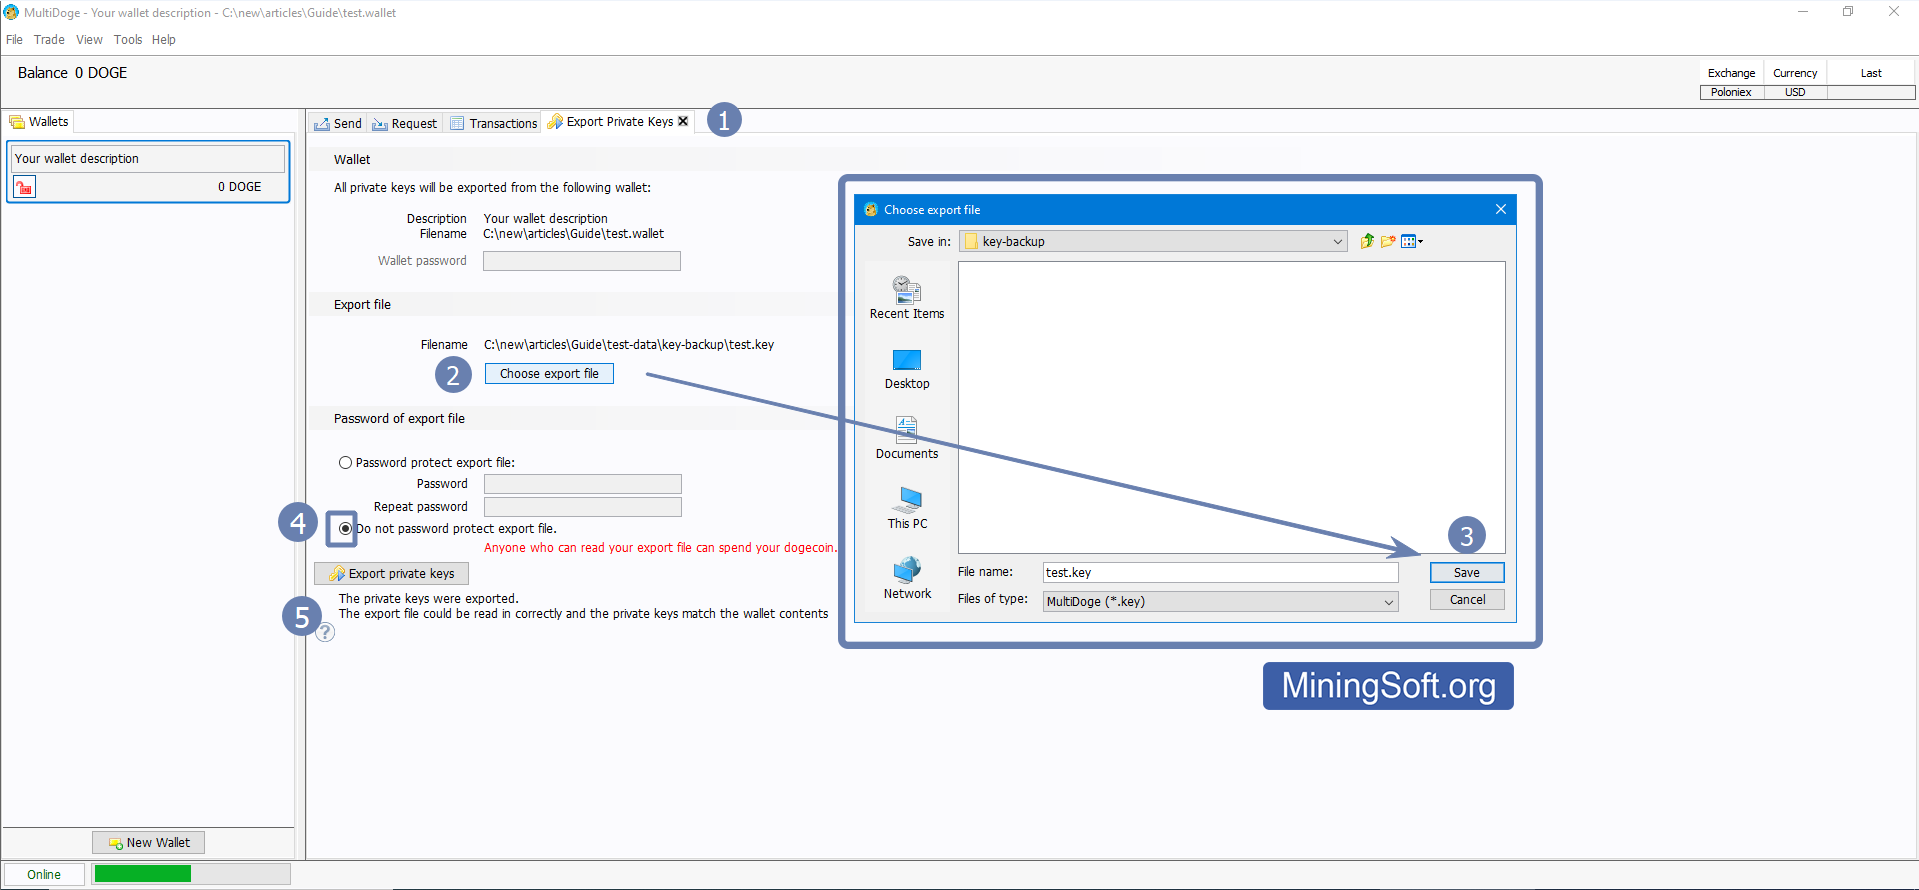 MultiDoge - Your wallet description - C:\new\articles\Guide\test.wallet
File Trade View Tools Help
Balance 0 DOGE
Exchange Currency Last
Poloniex USD
Wallets
Your wallet description
0 DOGE
Send Request Transactions Export Private Keys 1
Wallet
All private keys will be exported from the following wallet:
Description Your wallet description
Filename C:\new\articles\Guide\test.wallet
Wallet password
Export file
Filename C:\new\articles\Guide\test-data\key-backup\test.key
2 Choose export file
Password of export file
Password protect export file:
Password
Repeat password
4 Do not password protect export file.
Anyone who can read your export file can spend your dogecoin.
Export private keys
The private keys were exported.
5 The export file could be read in correctly and the private keys match the wallet contents
?
Choose export file
Save in: key-backup
Recent Items
Desktop
Documents
This PC
Network
3
File name: test.key Save
Files of type: MultiDoge (*.key) Cancel
MiningSoft.org
New Wallet
Online